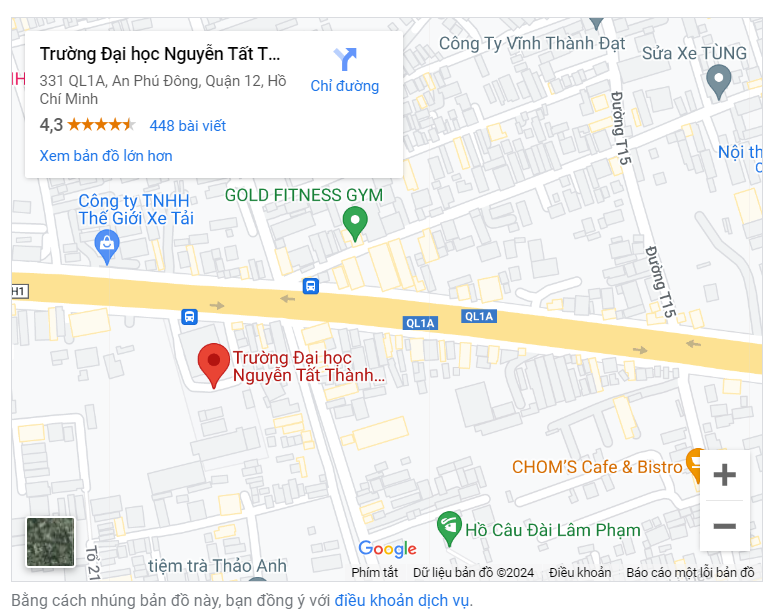 Trường Đại học Nguyễn Tất T...
331 QL1A, An Phú Đông, Quận 12, Hồ
Chí Minh
4,3
448 bài viết
Xem bản đồ lớn hơn
Chỉ đường
Công Ty Vĩnh Thành Đạt
Sửa Xe TÙNG
Đường T15
Nội th
GOLD FITNESS GYM
Công ty TNHH
Thế Giới Xe Tải
Đường T15
H1
QL1A
QL1A
Trường Đại học
Nguyễn Tất Thành...
CHOM'S Cafe & Bistro
Hồ Câu Đài Lâm Phạm
Tổ 21
tiệm trà Thảo Anh
Google
Phím tắt
Dữ liệu bản đồ ©2024
Điều khoản
Báo cáo một lỗi bản đồ
Bằng cách nhúng bản đồ này, bạn đồng ý với điều khoản dịch vụ.